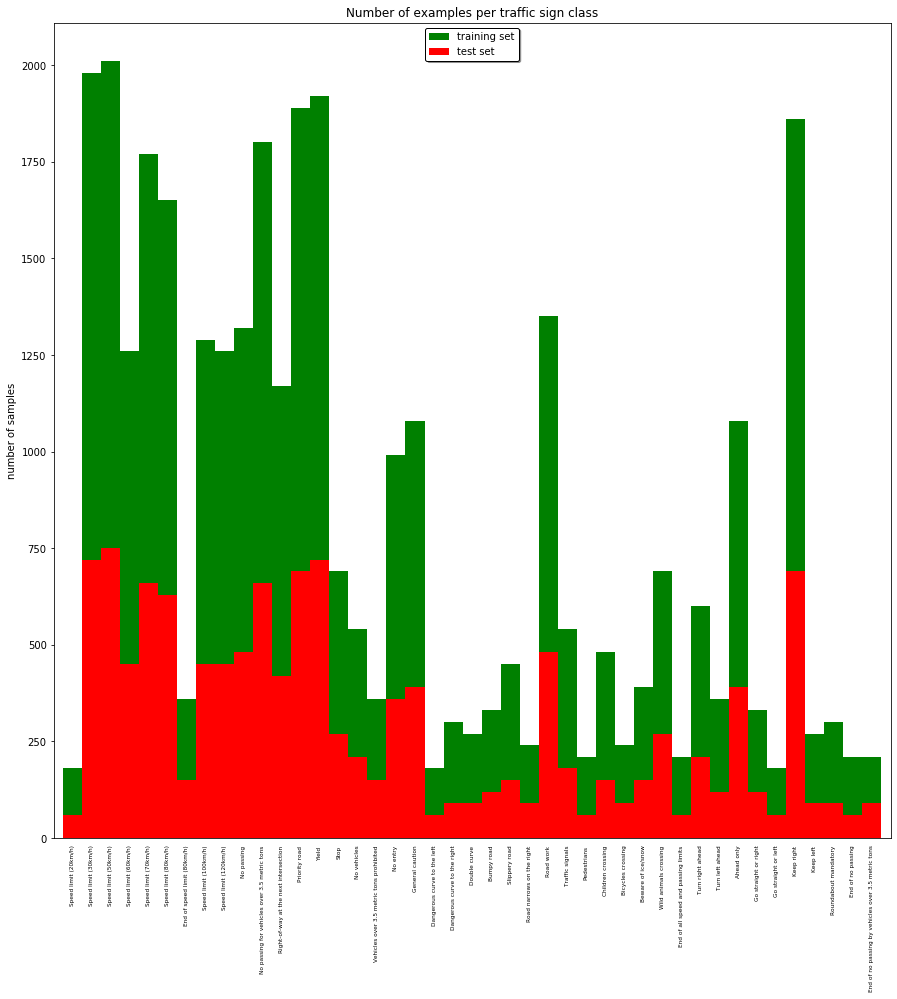 Number of examples per traffic sign class
training set
test set
number of samples
2000
1750
1500
1250
1000
750
500
250
0
Speed limit (20km/h)
Speed limit (30km/h)
Speed limit (50km/h)
Speed limit (60km/h)
Speed limit (70km/h)
Speed limit (80km/h)
End of speed limit (80km/h)
Speed limit (100km/h)
Speed limit (120km/h)
No passing
No passing for vehicles over 3.5 metric tons
Right-of-way at the next intersection
Priority road
Yield
Stop
No vehicles
Vehicles over 3.5 metric tons prohibited
No entry
General caution
Dangerous curve to the left
Dangerous curve to the right
Double curve
Bumpy road
Slippery road
Road narrows on the right
Road work
Traffic signals
Pedestrians
Children crossing
Bicycles crossing
Beware of ice/snow
Wild animals crossing
End of all speed and passing limits
Turn right ahead
Turn left ahead
Ahead only
Go straight or right
Go straight or left
Keep right
Keep left
Roundabout mandatory
End of no passing
End of no passing by vehicles over 3.5 metric tons